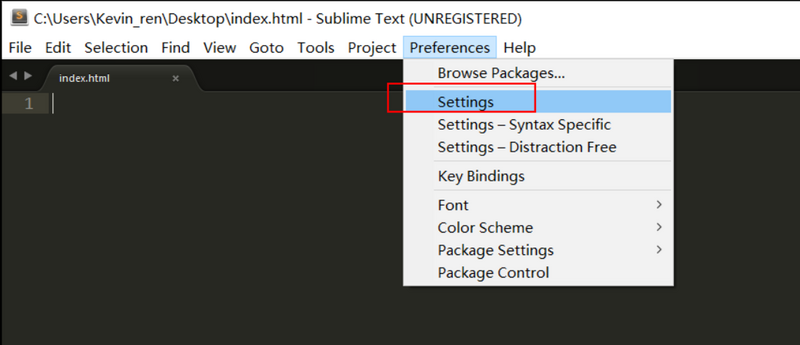 C:\Users\Kevin_ren\Desktop\index.html - Sublime Text (UNREGISTERED)
File Edit Selection Find View Goto Tools Project Preferences Help
index.html ×
1
Browse Packages...
Settings
Settings – Syntax Specific
Settings – Distraction Free
Key Bindings
Font
Color Scheme
Package Settings
Package Control